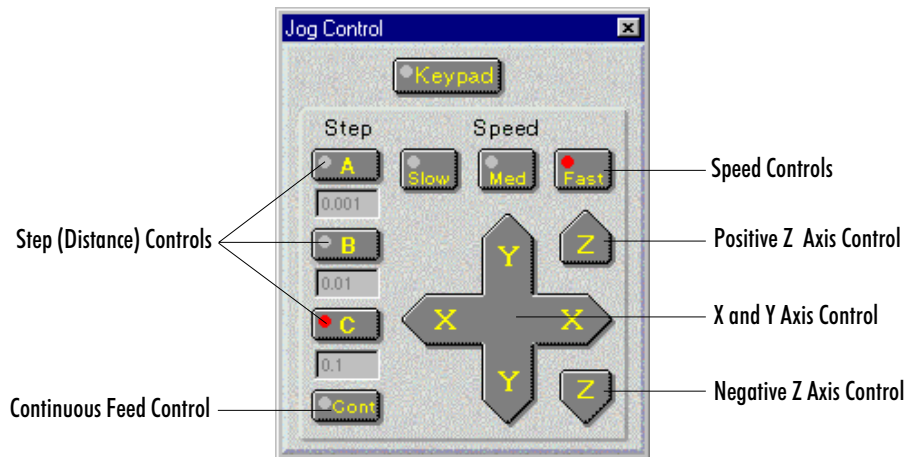 Jog Control
Keypad
Step
Speed
A
Slow
Med
Fast
Speed Controls
0.001
Step (Distance) Controls
B
Y
Z
Positive Z Axis Control
0.01
C
X
X
X and Y Axis Control
0.1
Y
Z
Negative Z Axis Control
Continuous Feed Control
Cont